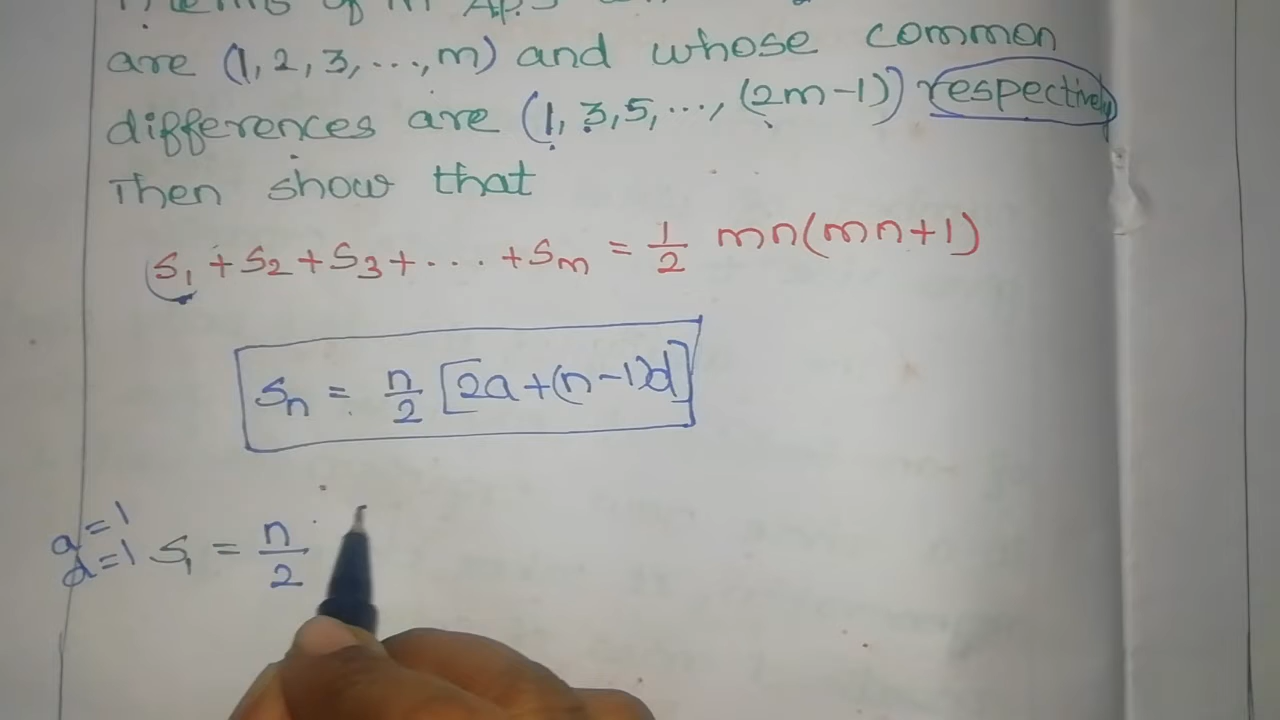 of m A.P.s
are (1, 2, 3, ..., m) and whose common
differences are (1, 3, 5, ..., (2m-1)) respectively
Then show that
S₁ + S₂ + S₃ + ... + Sₘ = 1/2 mn(mn+1)
Sₙ = n/2 [2a+(n-1)d]
a = 1
d = 1 S₁ = n/2